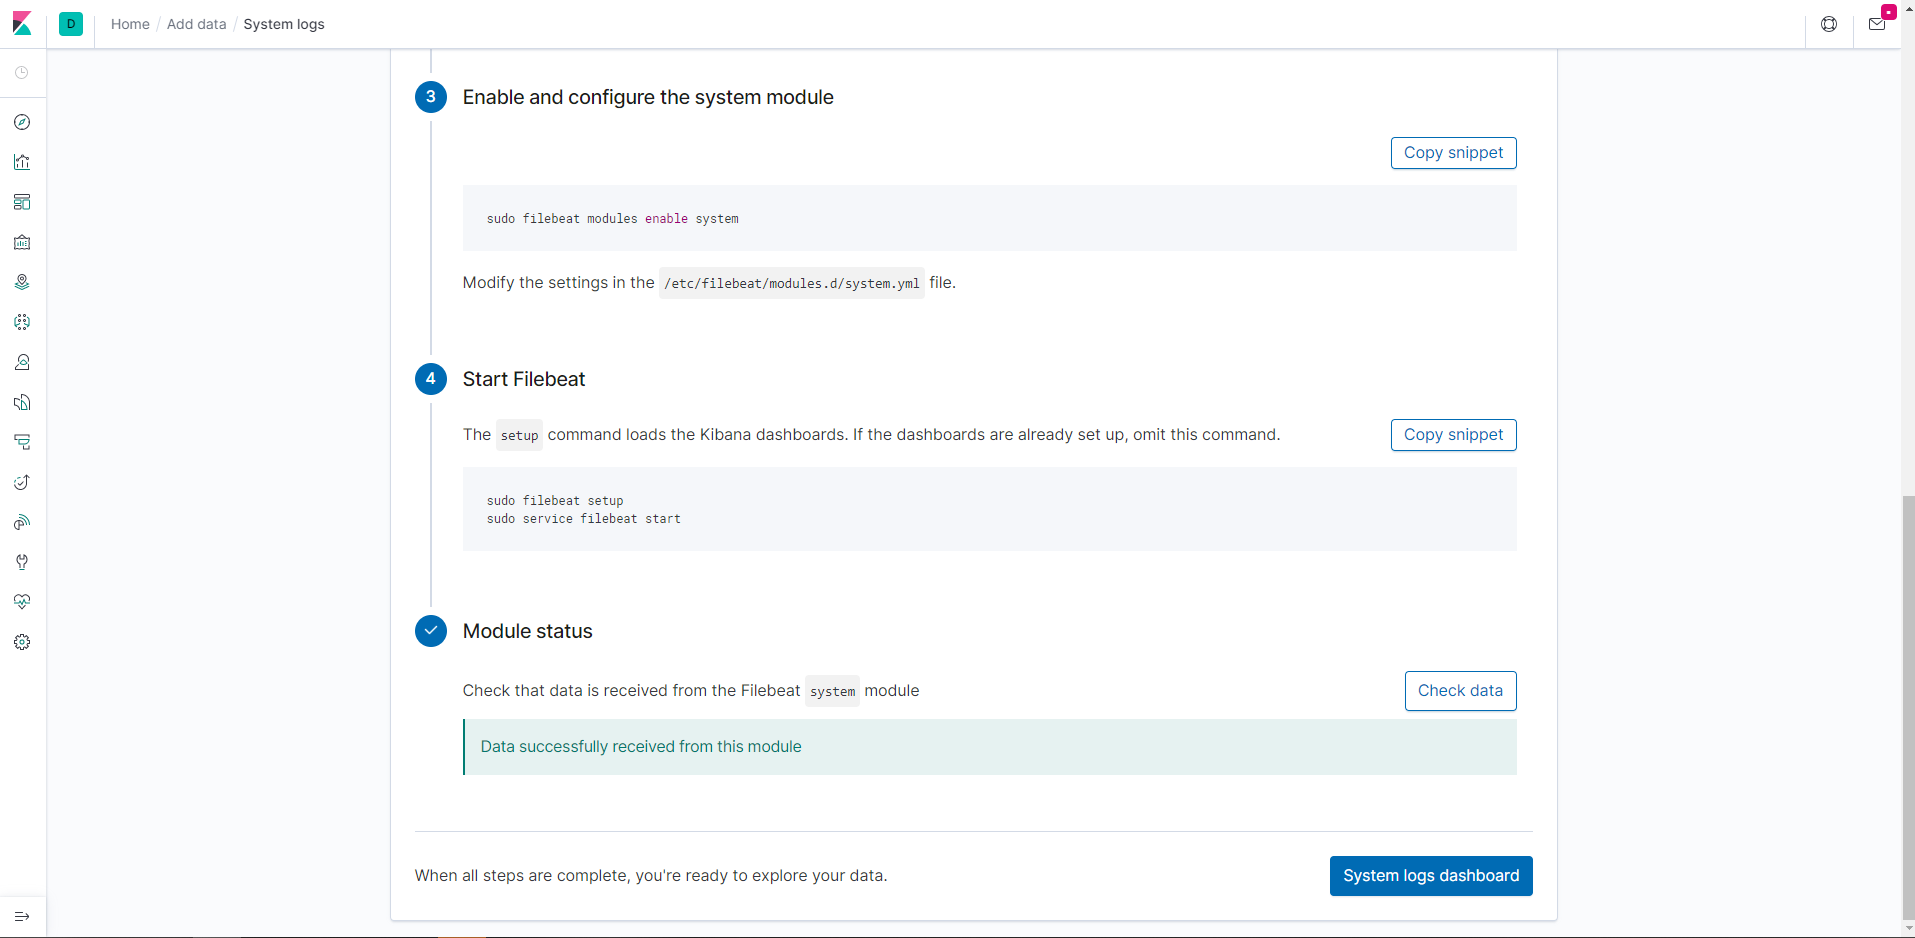 D
Home / Add data / System logs
3 Enable and configure the system module
Copy snippet
sudo filebeat modules enable system
Modify the settings in the /etc/filebeat/modules.d/system.yml file.
4 Start Filebeat
The setup command loads the Kibana dashboards. If the dashboards are already set up, omit this command.
Copy snippet
sudo filebeat setup
sudo service filebeat start
Module status
Check that data is received from the Filebeat system module
Check data
Data successfully received from this module
When all steps are complete, you're ready to explore your data.
System logs dashboard